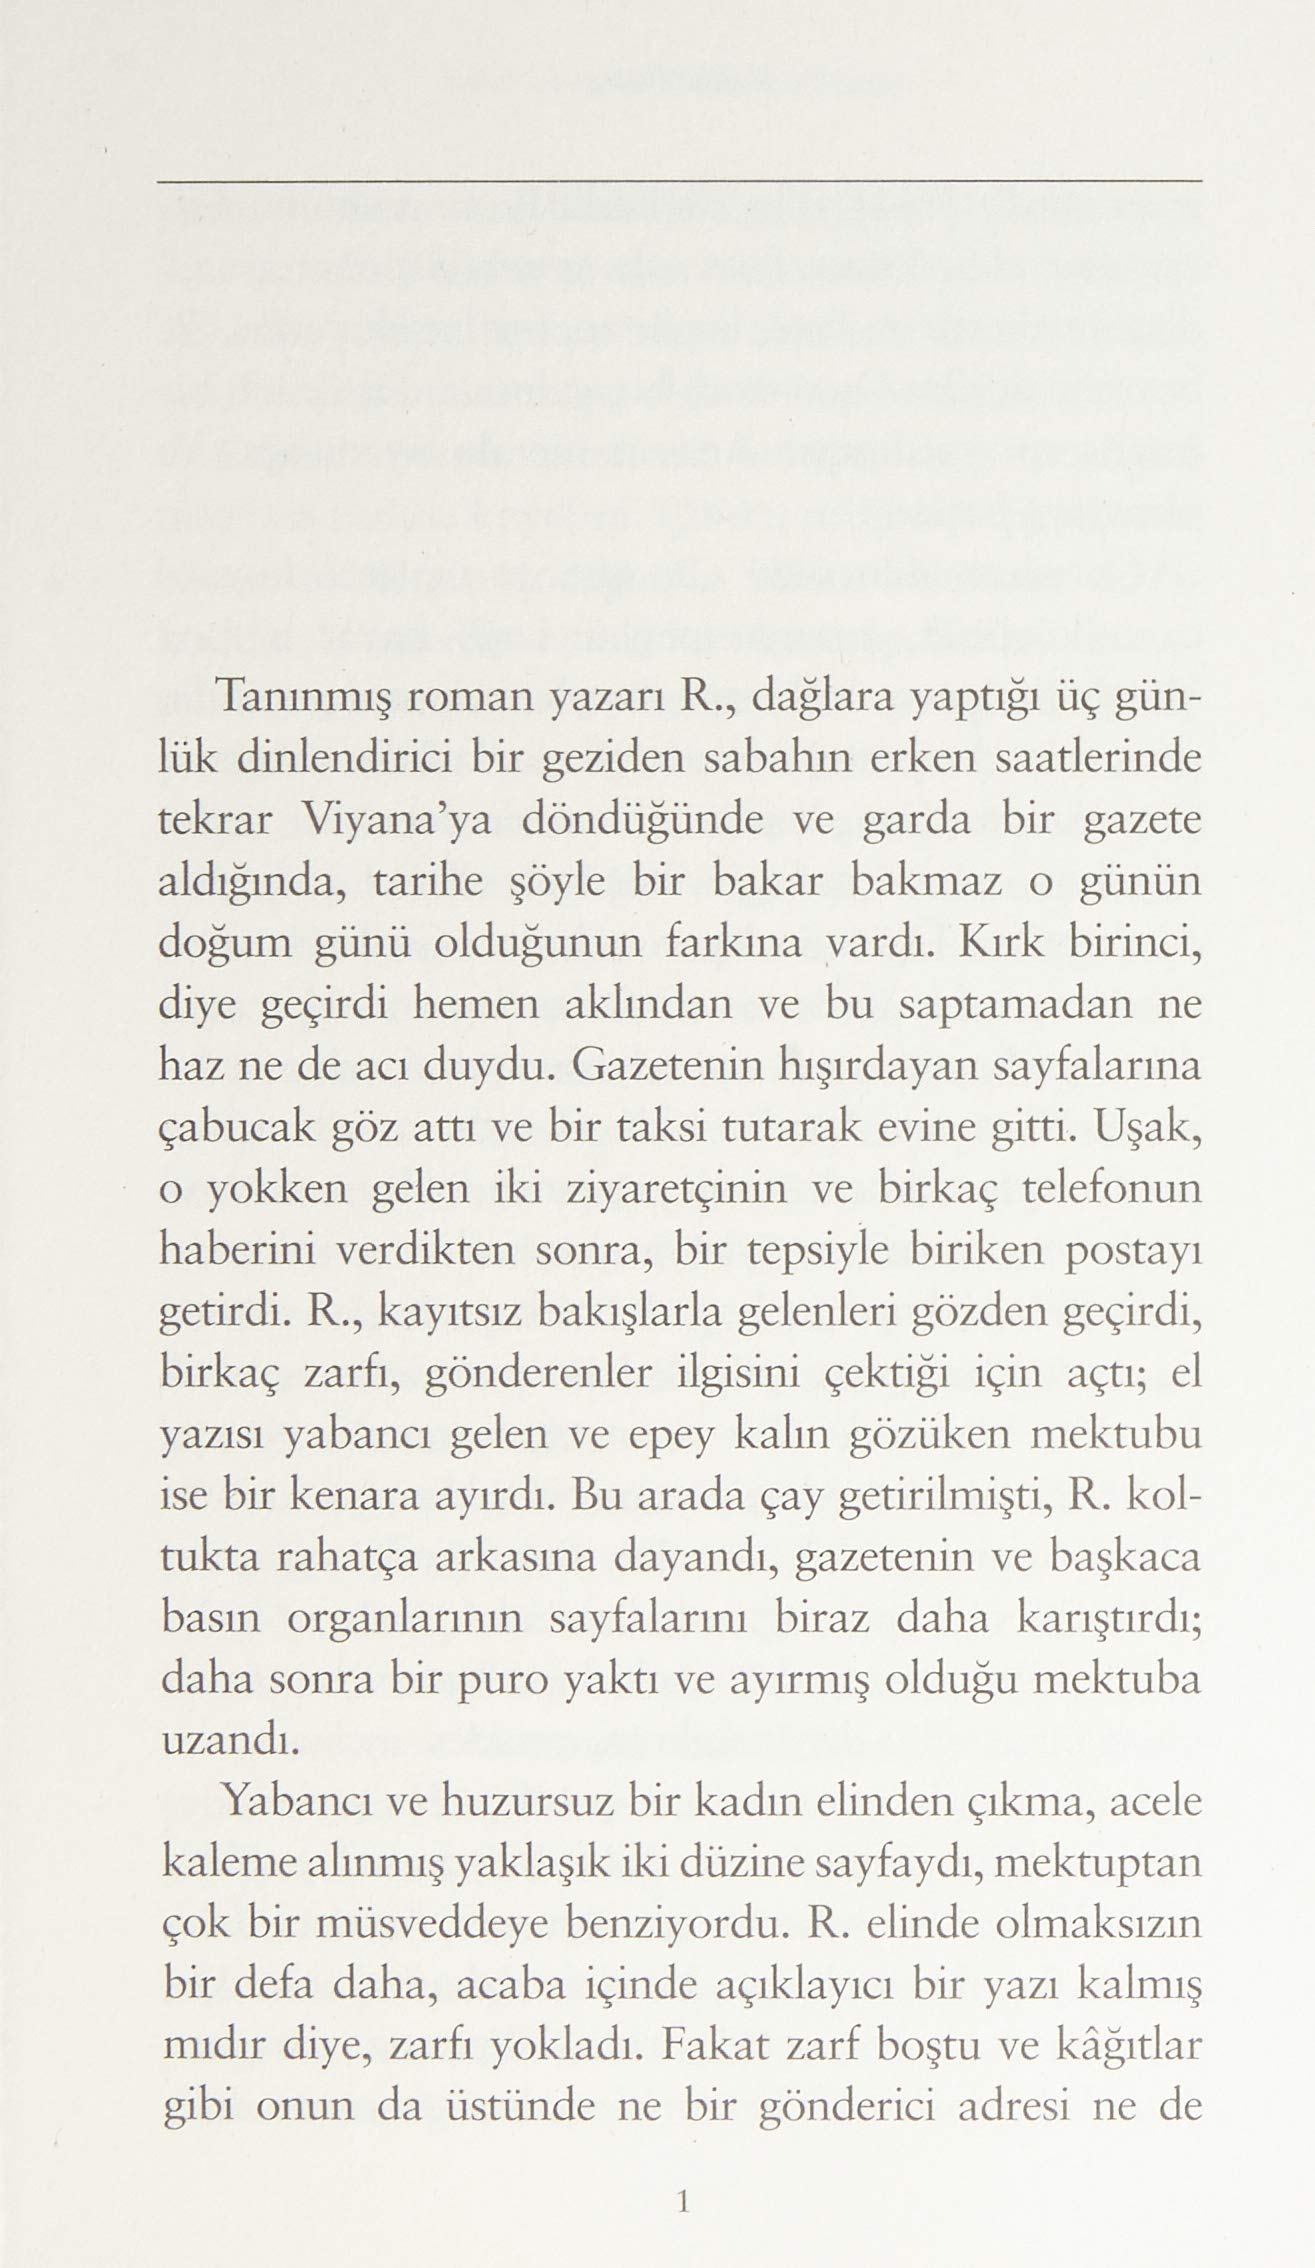 Tanınmış roman yazarı R., dağlara yaptığı üç gün-
lük dinlendirici bir geziden sabahın erken saatlerinde
tekrar Viyana’ya döndüğünde ve garda bir gazete
aldığında, tarihe şöyle bir bakar bakmaz o günün
doğum günü olduğunun farkına vardı. Kırk birinci,
diye geçirdi hemen aklından ve bu saptamadan ne
haz ne de acı duydu. Gazetenin hışırdayan sayfalarına
çabucak göz attı ve bir taksi tutarak evine gitti. Uşak,
o yokken gelen iki ziyaretçinin ve birkaç telefonun
haberini verdikten sonra, bir tepsiyle biriken postayı
getirdi. R., kayıtsız bakışlarla gelenleri gözden geçirdi,
birkaç zarfı, gönderenler ilgisini çektiği için açtı; el
yazısı yabancı gelen ve epey kalın gözüken mektubu
ise bir kenara ayırdı. Bu arada çay getirilmişti, R. kol-
tukta rahatça arkasına dayandı, gazetenin ve başkaca
basın organlarının sayfalarını biraz daha karıştırdı;
daha sonra bir puro yaktı ve ayırmış olduğu mektuba
uzandı.
Yabancı ve huzursuz bir kadın elinden çıkma, acele
kaleme alınmış yaklaşık iki düzine sayfaydı, mektuptan
çok bir müsveddeye benziyordu. R. elinde olmaksızın
bir defa daha, acaba içinde açıklayıcı bir yazı kalmış
mıdır diye, zarfı yokladı. Fakat zarf boştu ve kâğıtlar
gibi onun da üstünde ne bir gönderici adresi ne de
1